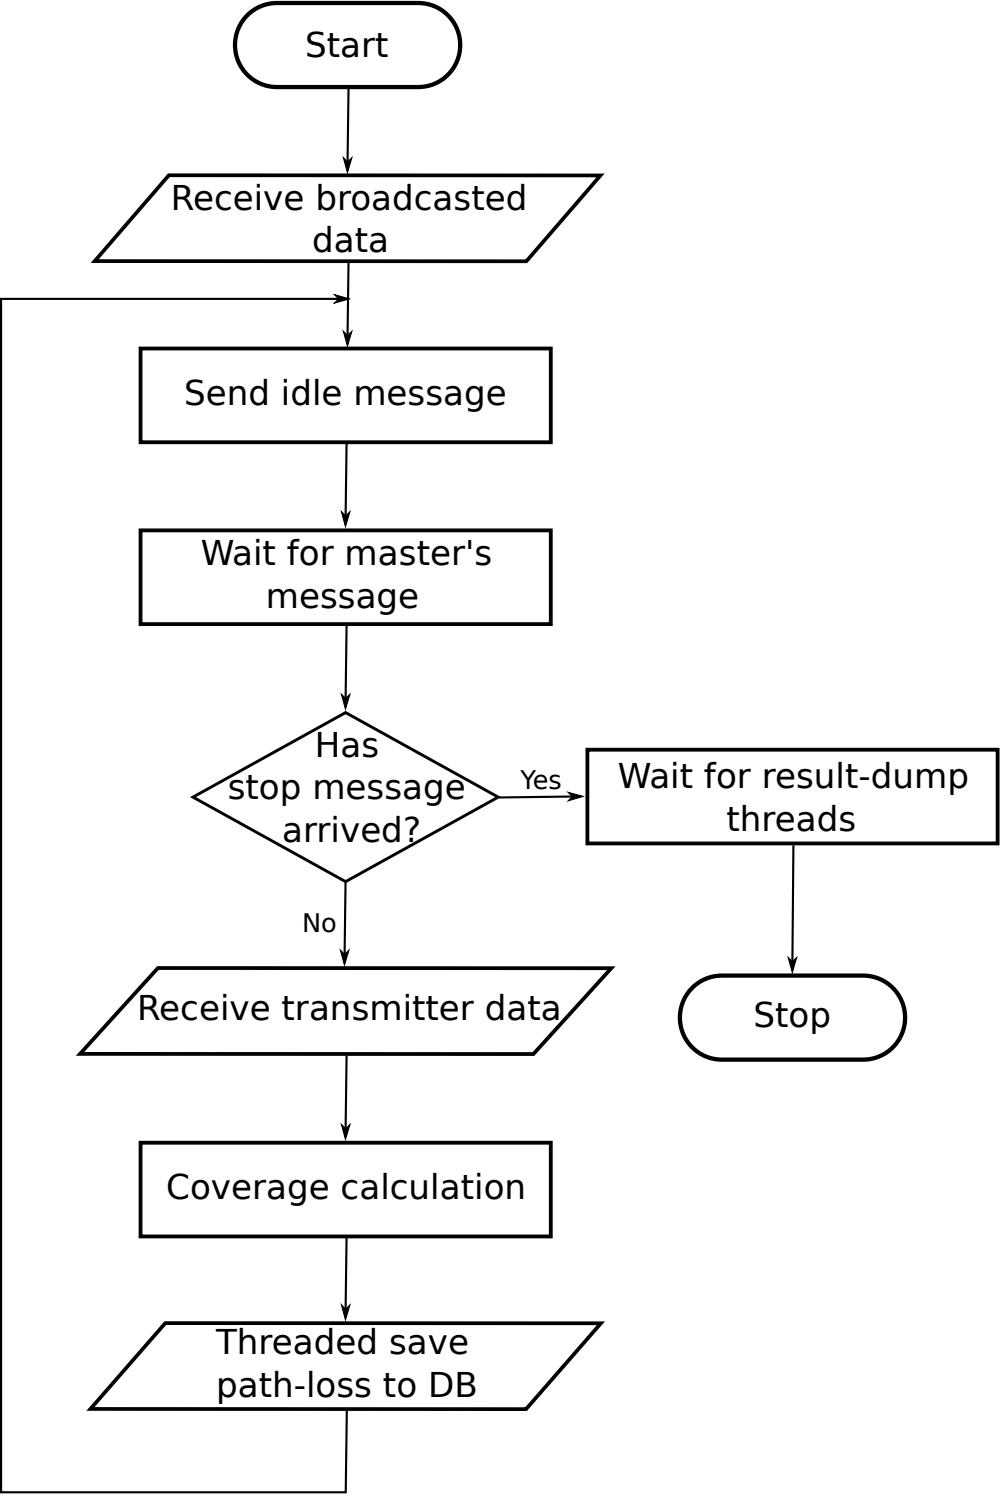 Start
Receive broadcasted
data
Send idle message
Wait for master's
message
Has
stop message
arrived?
Yes
Wait for result-dump
threads
No
Receive transmitter data
Stop
Coverage calculation
Threaded save
path-loss to DB